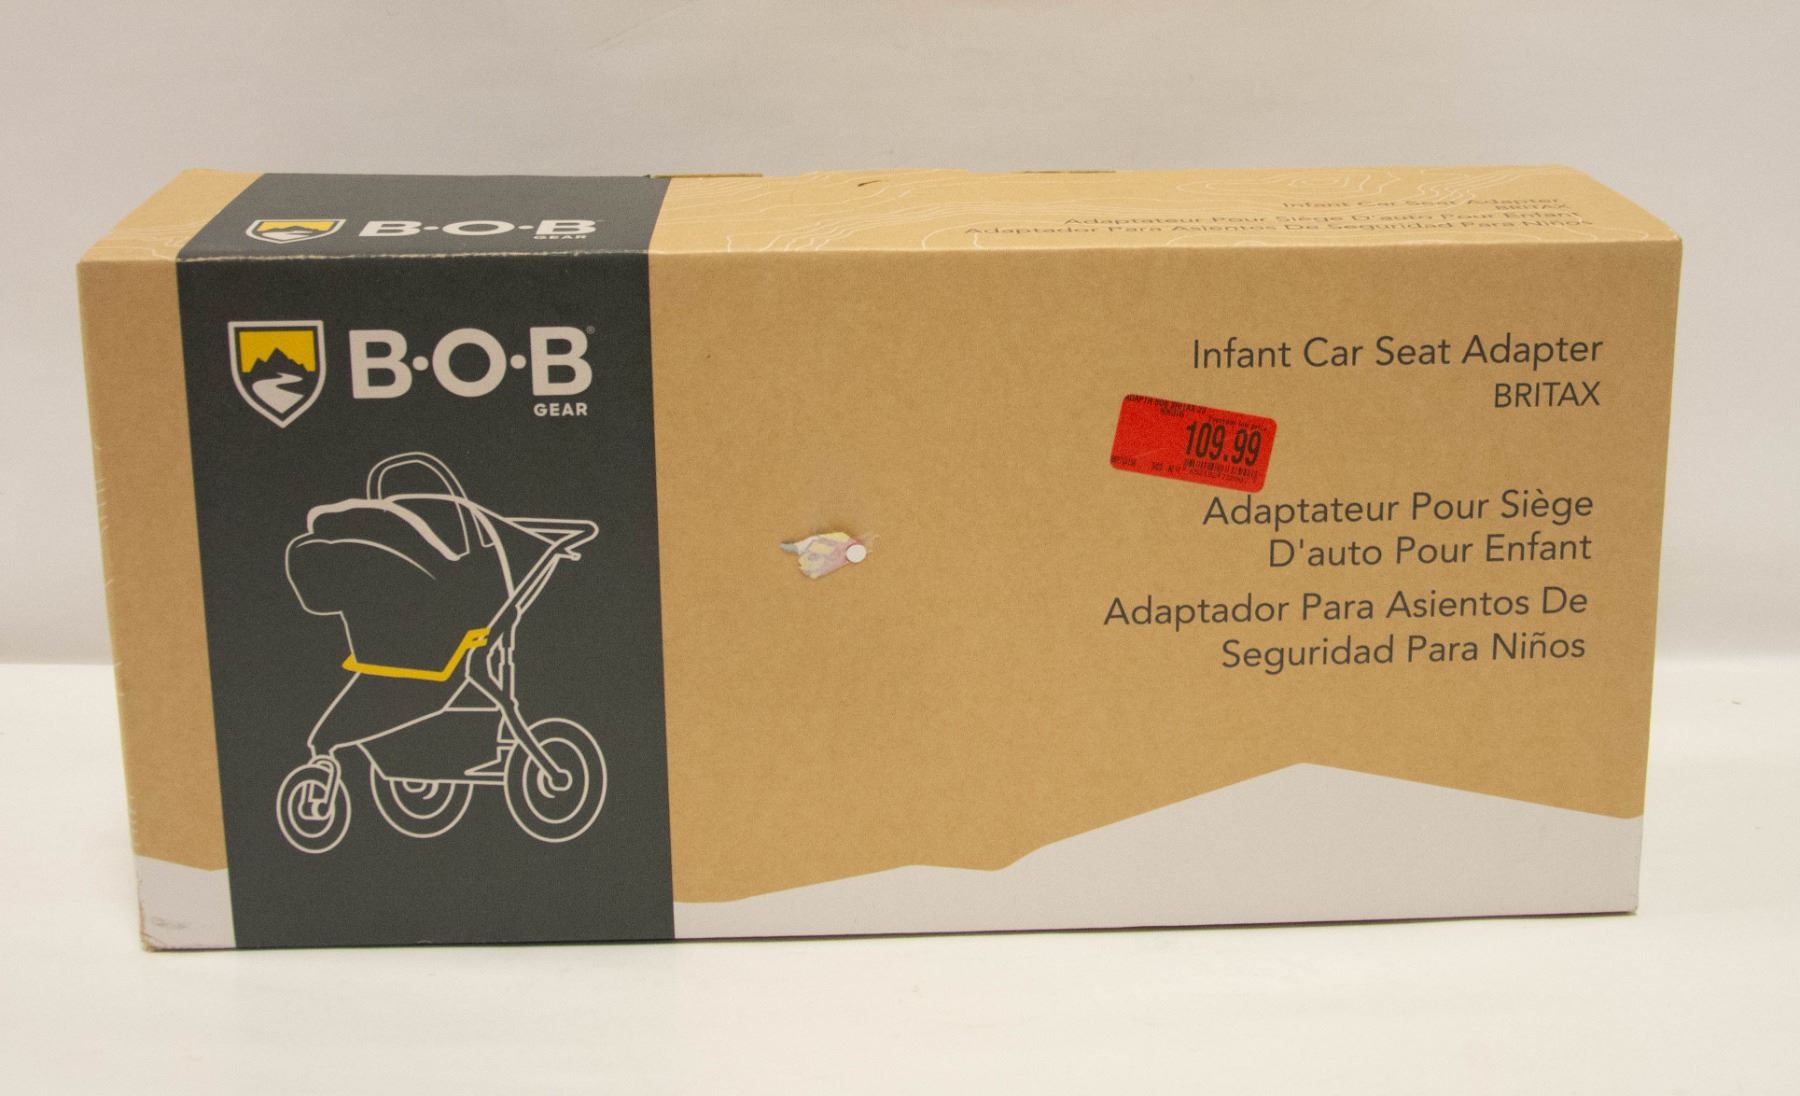 B·O·B
GEAR
Infant Car Seat Adapter
BRITAX
Adaptateur Pour Siège D'auto Pour Enfant
Adaptador Para Asientos De Seguridad Para Niños
B·O·B®
GEAR
Infant Car Seat Adapter
BRITAX
109.99
Adaptateur Pour Siège
D'auto Pour Enfant
Adaptador Para Asientos De
Seguridad Para Niños